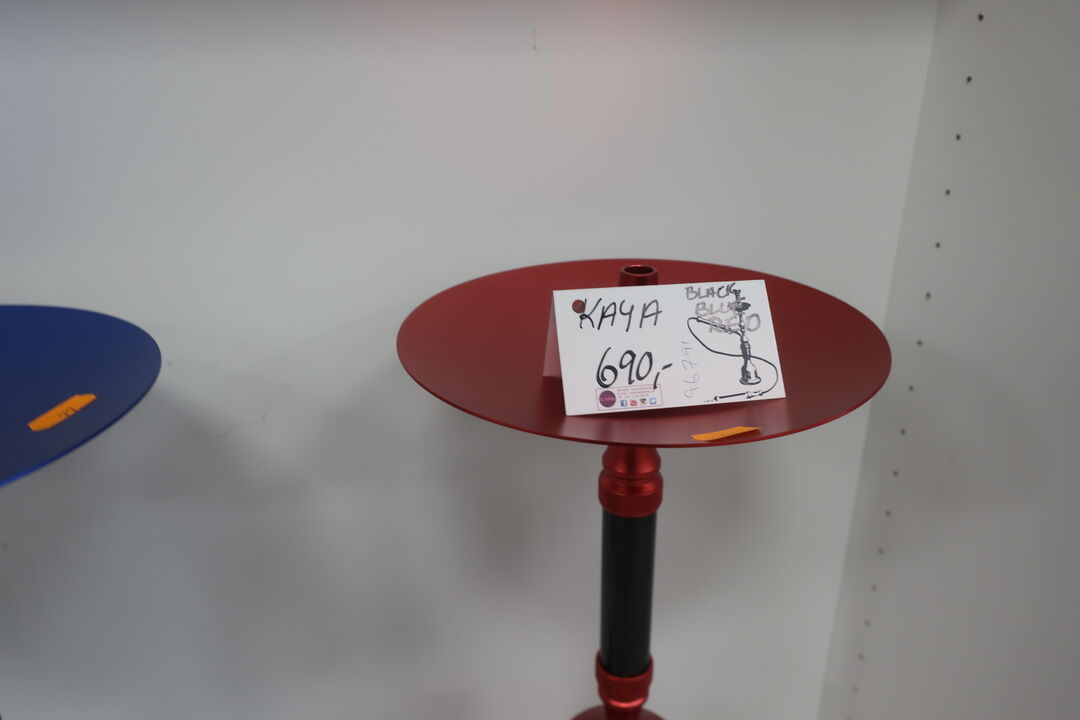 KAYA
690,-
BLACK
BLUE
RED
96791